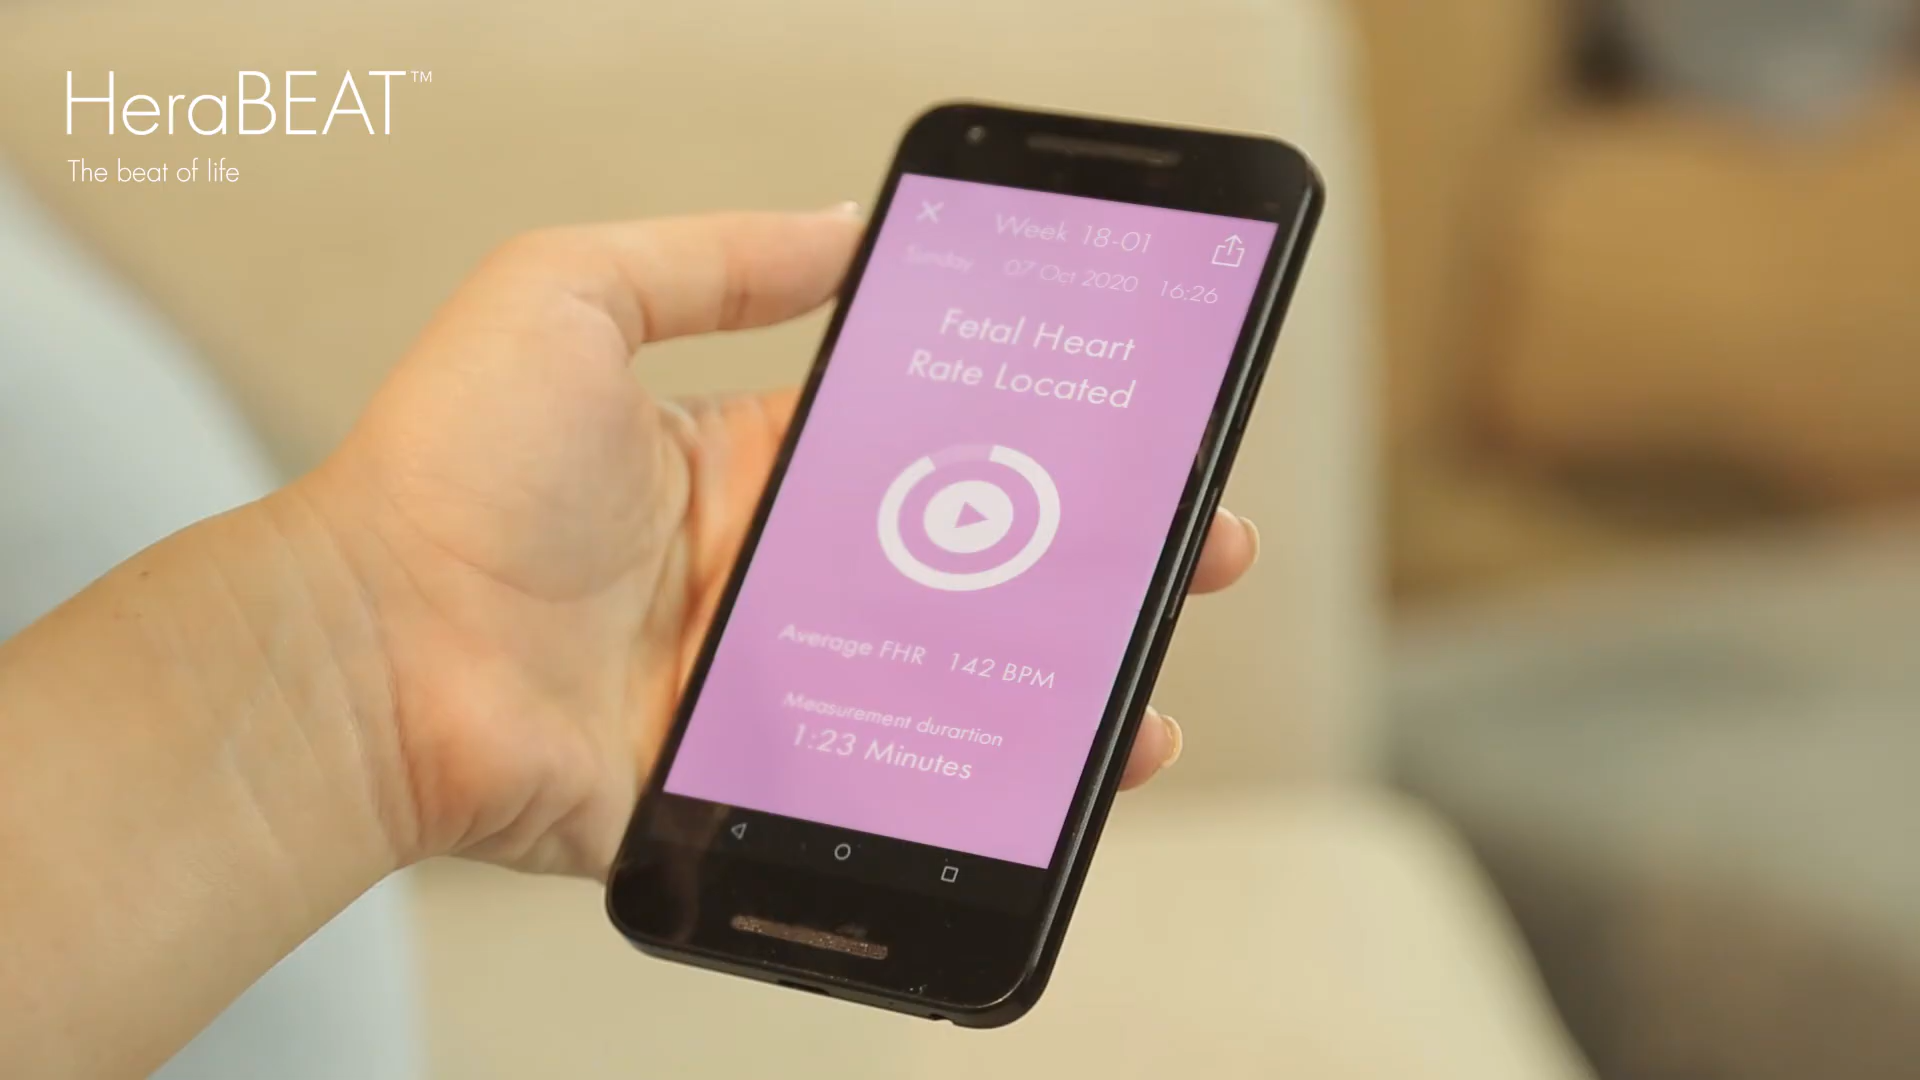 HeraBEAT™
The beat of life
Week 18-01
Sunday 07 Oct 2020 16:26
Fetal Heart
Rate Located
Average FHR 142 BPM
Measurement durartion
1:23 Minutes